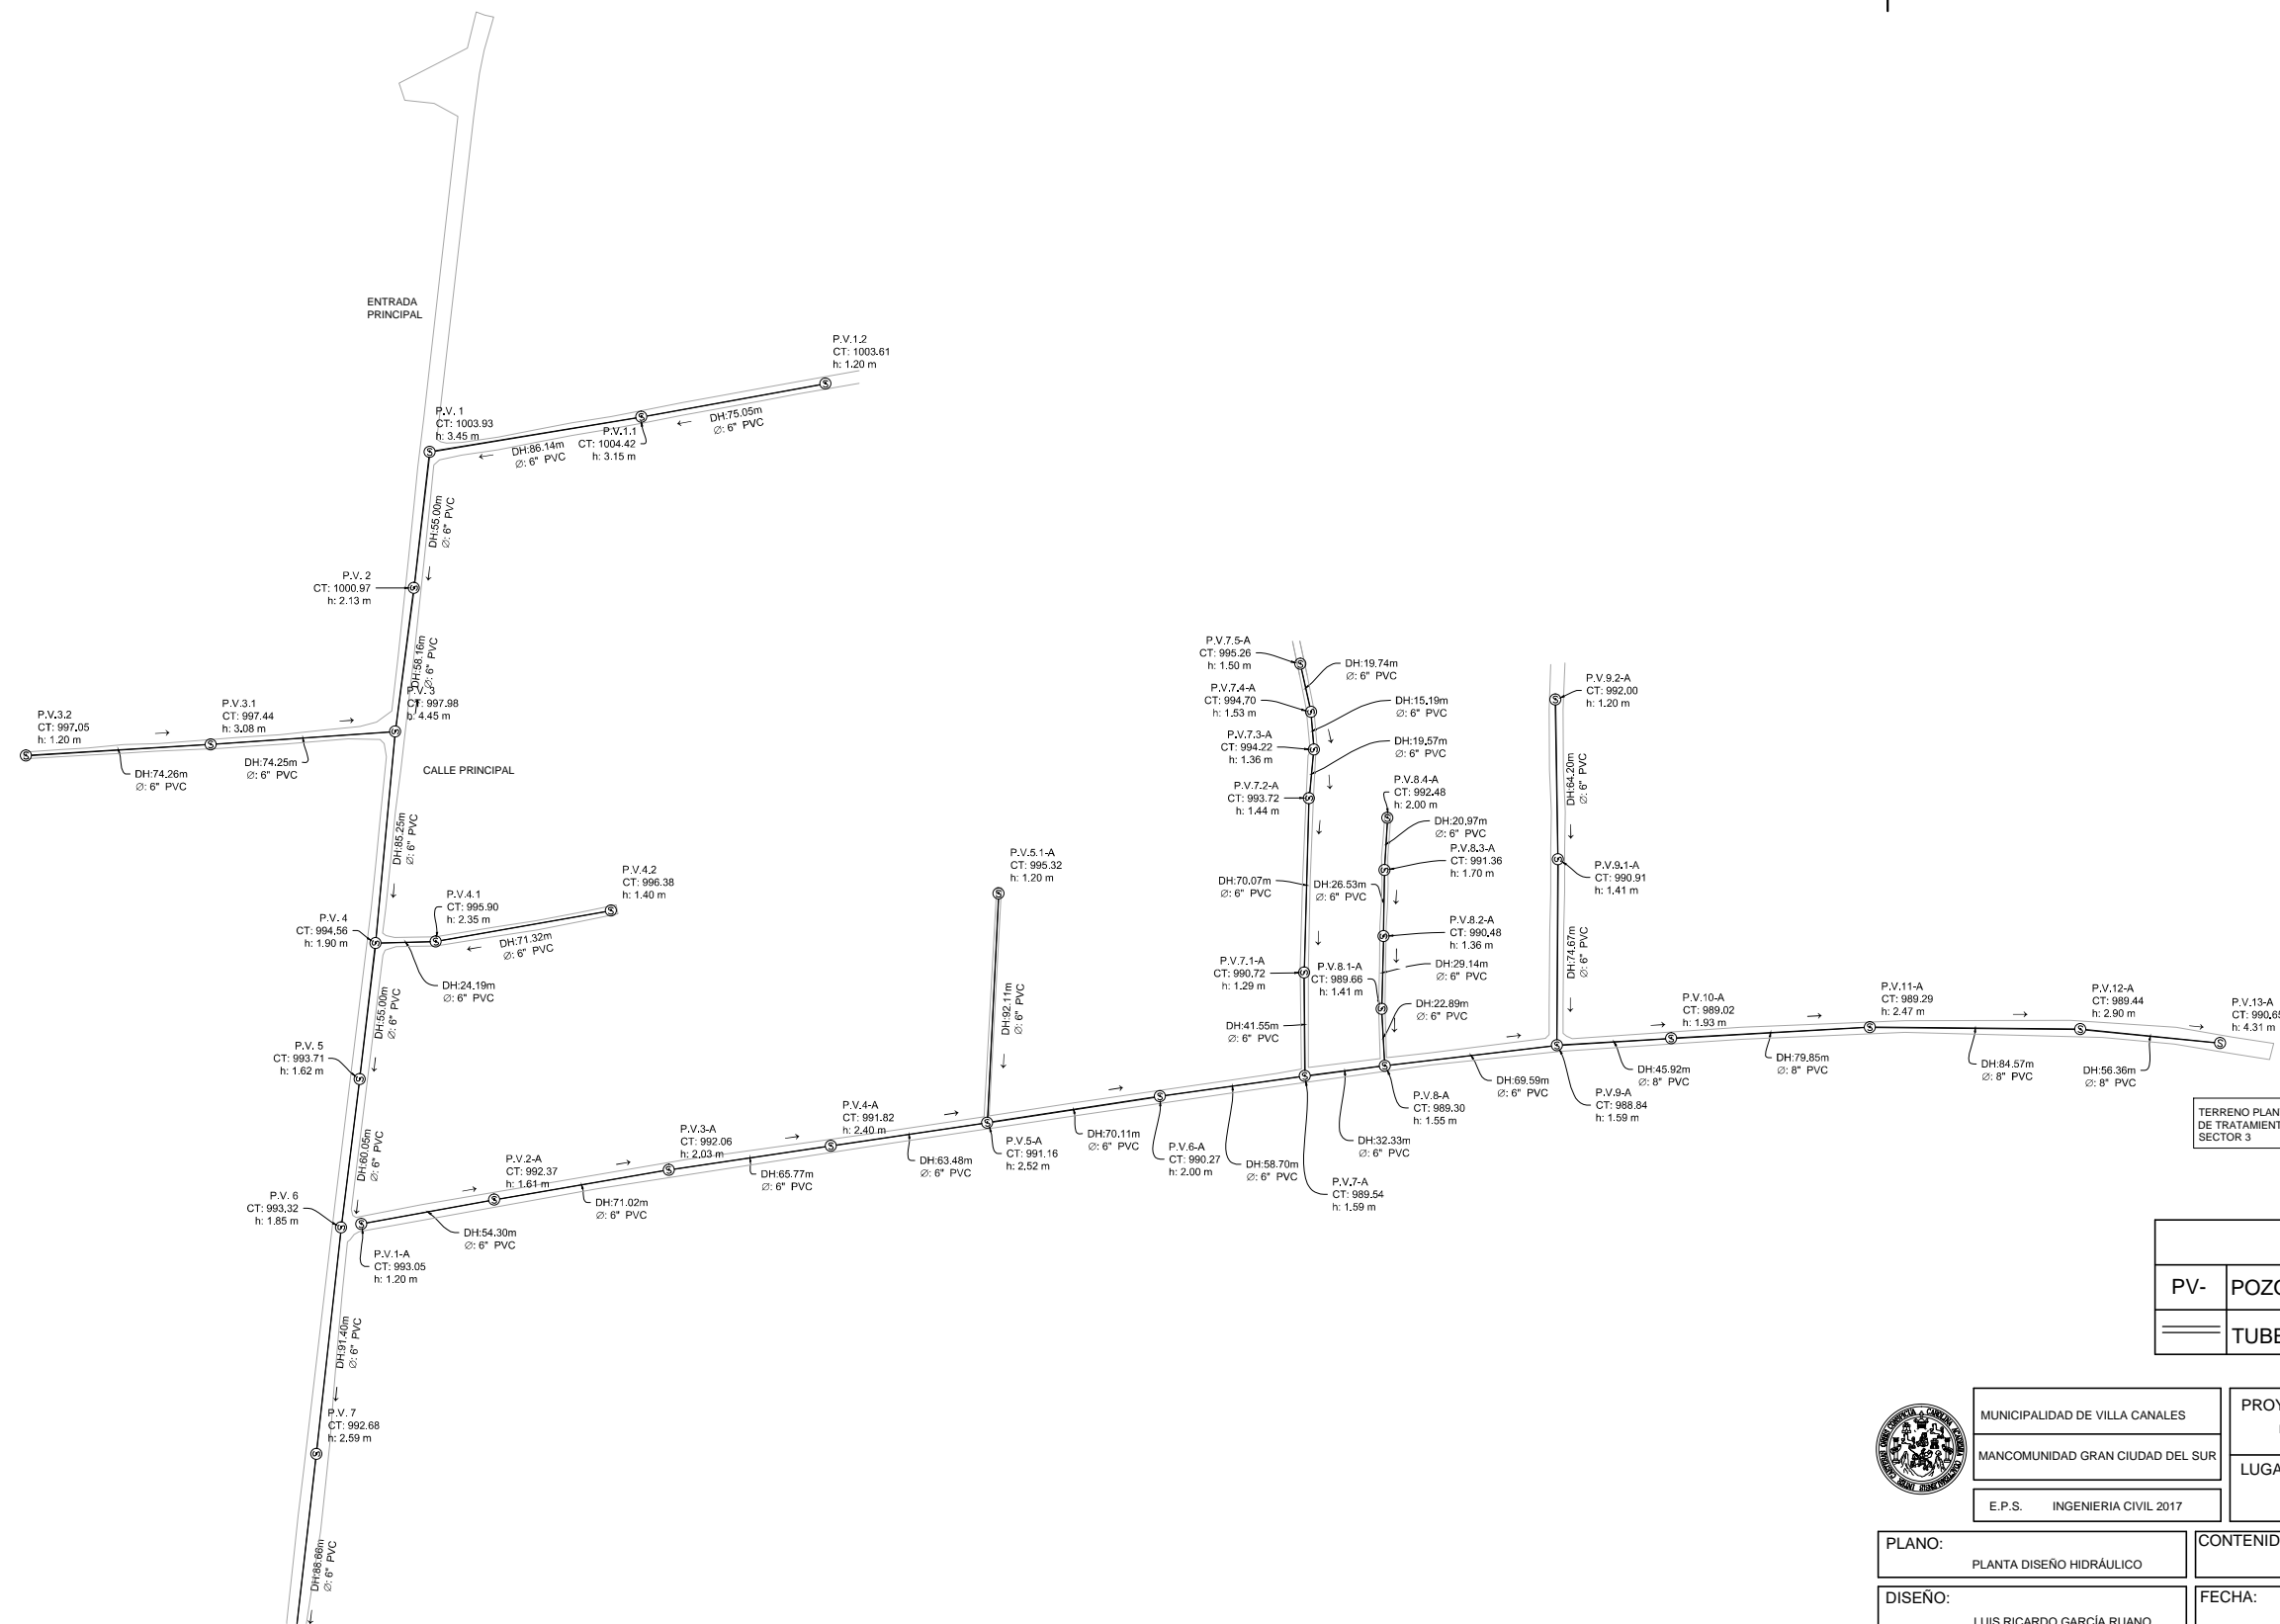 ENTRADA
PRINCIPAL
P.V.1.2
CT: 1003.61
h: 1.20 m
P.V. 1
CT: 1003.93
h: 3.45 m
P.V.1.1
CT: 1004.42
h: 3.15 m
DH:75.05m
Ø: 6" PVC
DH:86.14m
Ø: 6" PVC
DH:55.00m
Ø: 6" PVC
P.V. 2
CT: 1000.97
h: 2.13 m
DH:58.16m
Ø: 6" PVC
P.V. 3
CT: 997.98
h: 4.45 m
P.V.3.2
CT: 997.05
h: 1.20 m
P.V.3.1
CT: 997.44
h: 3.08 m
DH:74.26m
Ø: 6" PVC
DH:74.25m
Ø: 6" PVC
CALLE PRINCIPAL
DH:85.25m
Ø: 6" PVC
P.V.4.2
CT: 996.38
h: 1.40 m
P.V.4.1
CT: 995.90
h: 2.35 m
P.V. 4
CT: 994.56
h: 1.90 m
DH:71.32m
Ø: 6" PVC
DH:24.19m
Ø: 6" PVC
DH:55.00m
Ø: 6" PVC
P.V. 5
CT: 993.71
h: 1.62 m
DH:60.05m
Ø: 6" PVC
P.V. 6
CT: 993.32
h: 1.85 m
P.V.1-A
CT: 993.05
h: 1.20 m
DH:54.30m
Ø: 6" PVC
P.V.2-A
CT: 992.37
h: 1.61 m
DH:71.02m
Ø: 6" PVC
P.V.3-A
CT: 992.06
h: 2.03 m
DH:65.77m
Ø: 6" PVC
P.V.4-A
CT: 991.82
h: 2.40 m
DH:63.48m
Ø: 6" PVC
P.V.5.1-A
CT: 995.32
h: 1.20 m
DH:92.11m
Ø: 6" PVC
P.V.5-A
CT: 991.16
h: 2.52 m
DH:70.11m
Ø: 6" PVC
P.V.6-A
CT: 990.27
h: 2.00 m
DH:58.70m
Ø: 6" PVC
P.V.7.5-A
CT: 995.26
h: 1.50 m
DH:19.74m
Ø: 6" PVC
P.V.7.4-A
CT: 994.70
h: 1.53 m
DH:15.19m
Ø: 6" PVC
P.V.7.3-A
CT: 994.22
h: 1.36 m
DH:19.57m
Ø: 6" PVC
P.V.7.2-A
CT: 993.72
h: 1.44 m
DH:70.07m
Ø: 6" PVC
P.V.7.1-A
CT: 990.72
h: 1.29 m
DH:41.55m
Ø: 6" PVC
P.V.7-A
CT: 989.54
h: 1.59 m
DH:32.33m
Ø: 6" PVC
P.V.8.4-A
CT: 992.48
h: 2.00 m
DH:20.97m
Ø: 6" PVC
P.V.8.3-A
CT: 991.36
h: 1.70 m
DH:26.53m
Ø: 6" PVC
P.V.8.2-A
CT: 990.48
h: 1.36 m
DH:29.14m
Ø: 6" PVC
P.V.8.1-A
CT: 989.66
h: 1.41 m
DH:22.89m
Ø: 6" PVC
P.V.8-A
CT: 989.30
h: 1.55 m
DH:69.59m
Ø: 6" PVC
P.V.9.2-A
CT: 992.00
h: 1.20 m
DH:64.20m
Ø: 6" PVC
P.V.9.1-A
CT: 990.91
h: 1.41 m
DH:74.67m
Ø: 6" PVC
P.V.9-A
CT: 988.84
h: 1.59 m
DH:45.92m
Ø: 8" PVC
P.V.10-A
CT: 989.02
h: 1.93 m
DH:79.85m
Ø: 8" PVC
P.V.11-A
CT: 989.29
h: 2.47 m
DH:84.57m
Ø: 8" PVC
P.V.12-A
CT: 989.44
h: 2.90 m
DH:56.36m
Ø: 8" PVC
P.V.13-A
CT: 990.65
h: 4.31 m
DH:91.40m
Ø: 6" PVC
P.V. 7
CT: 992.68
h: 2.59 m
DH:88.66m
Ø: 6" PVC
TERRENO PLAN
DE TRATAMIENT
SECTOR 3
PV- POZO
TUBE
MUNICIPALIDAD DE VILLA CANALES
MANCOMUNIDAD GRAN CIUDAD DEL SUR
E.P.S. INGENIERIA CIVIL 2017
PROY
LUGA
PLANO:
PLANTA DISEÑO HIDRÁULICO
CONTENID
DISEÑO:
LUIS RICARDO GARCÍA RUANO
FECHA: